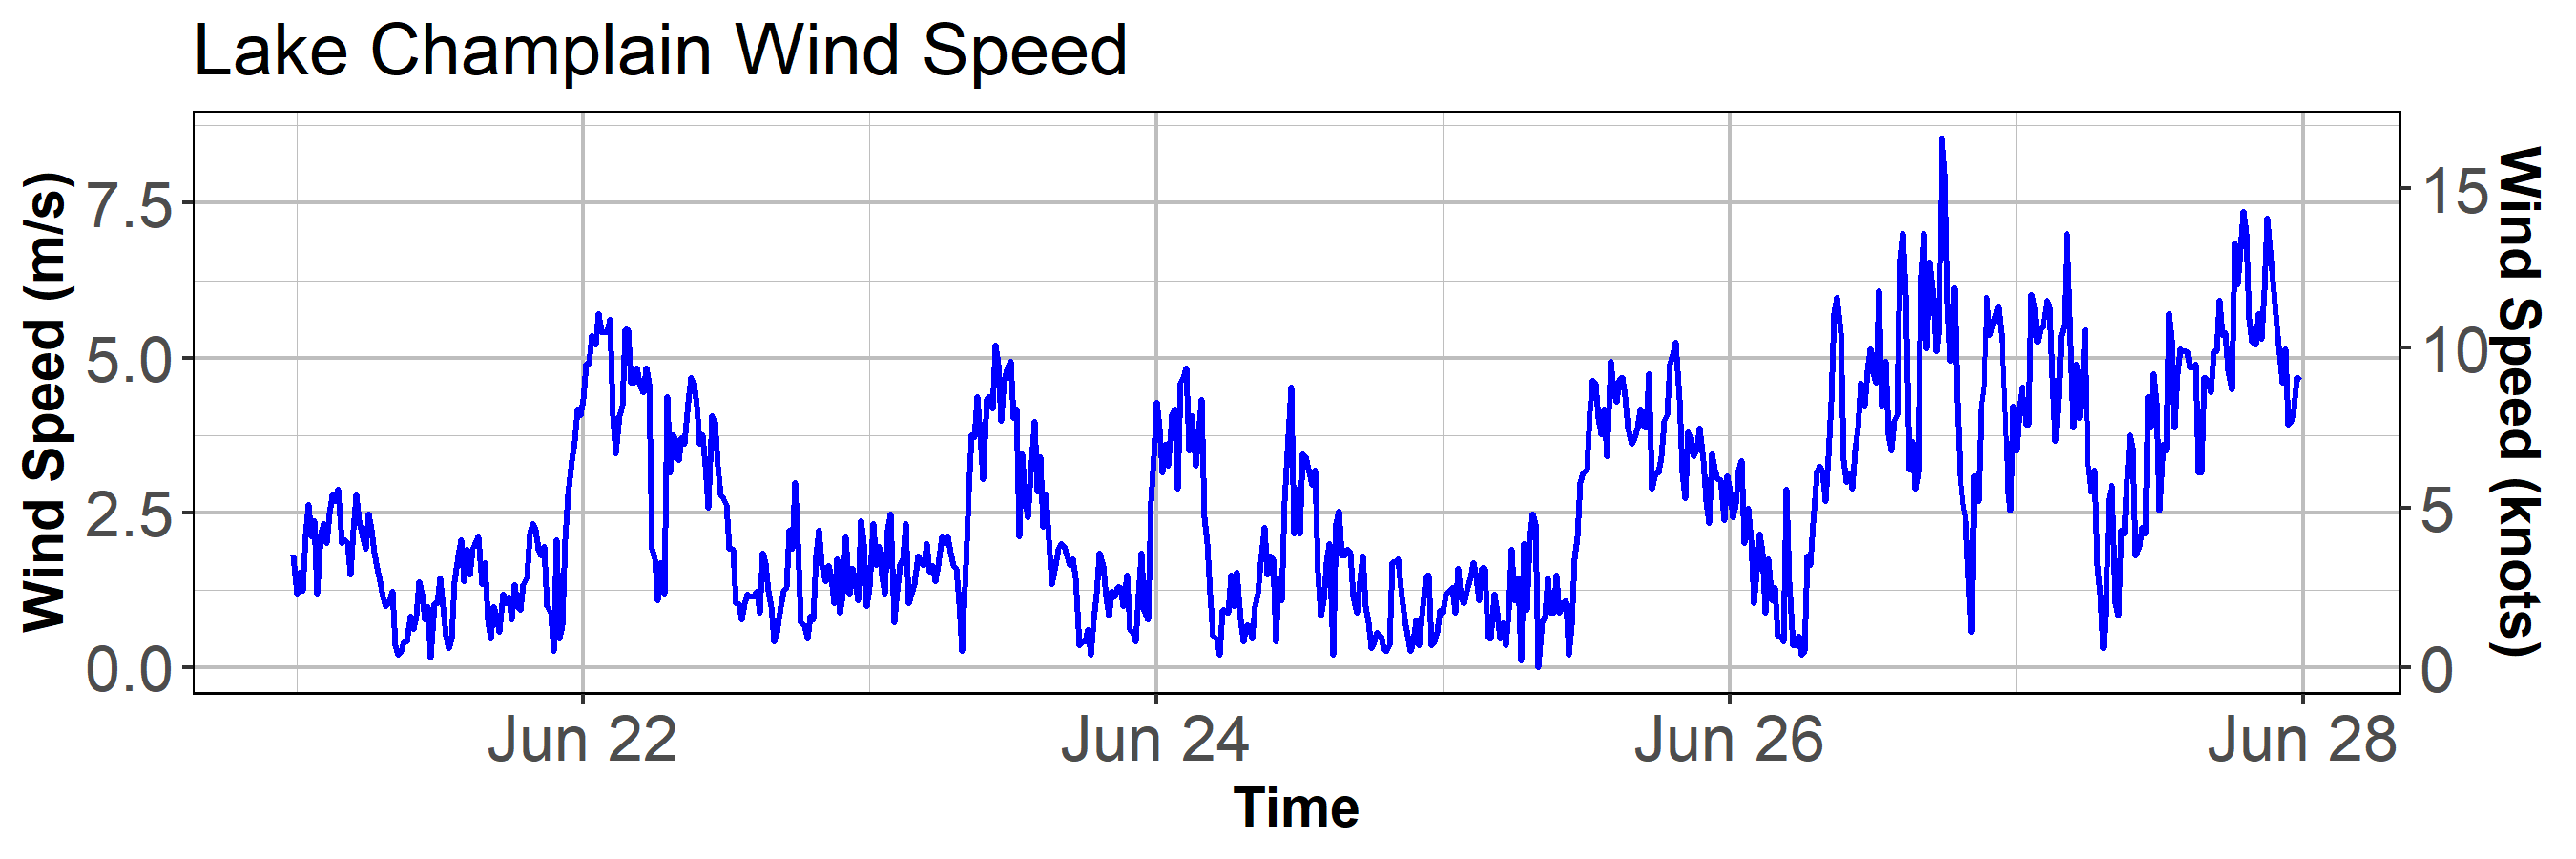 Lake Champlain Wind Speed
Wind Speed (m/s)
7.5
5.0
2.5
0.0
15
10
5
0
Wind Speed (knots)
Jun 22
Jun 24
Jun 26
Jun 28
Time